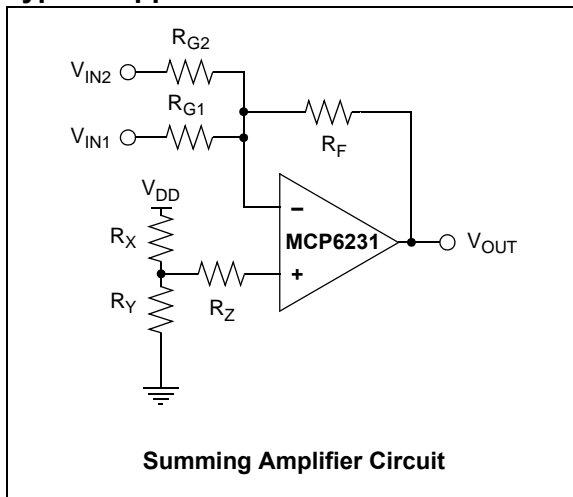 R_G2
V_IN2
R_G1
V_IN1
R_F
V_DD
R_X
–
MCP6231
V_OUT
+
R_Y
R_Z
Summing Amplifier Circuit